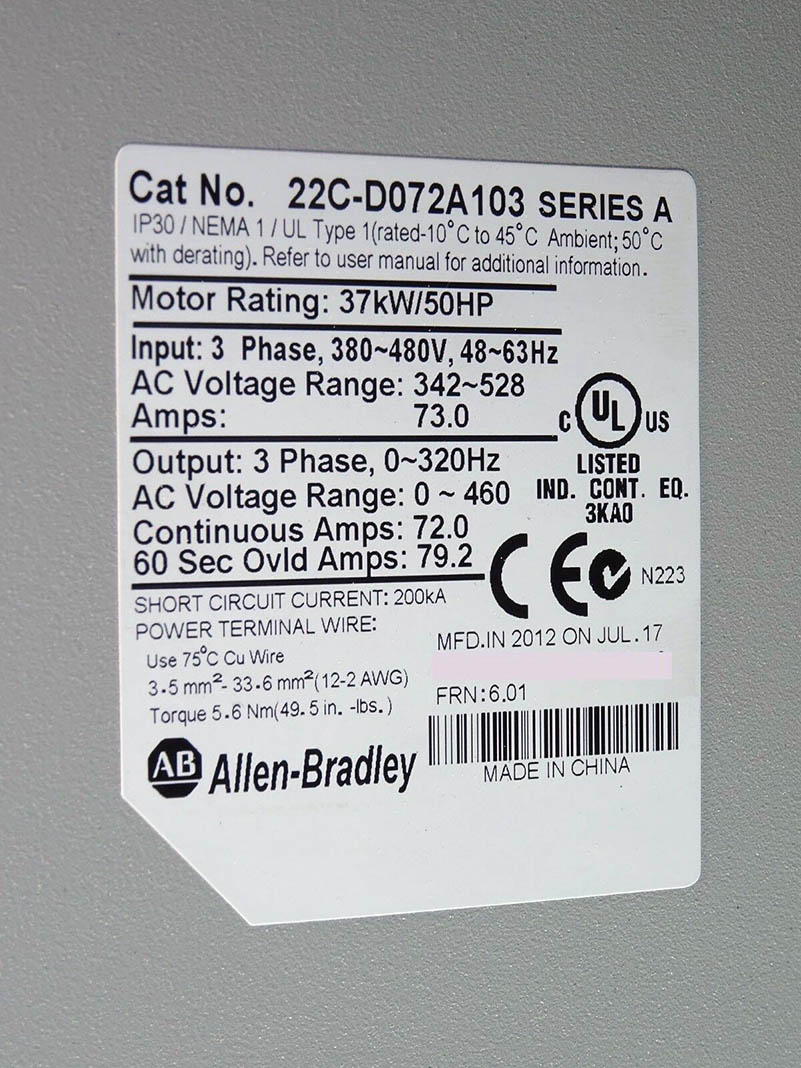 Cat No. 22C-D072A103 SERIES A
IP30 / NEMA 1 / UL Type 1(rated-10°C to 45°C Ambient; 50°C
with derating). Refer to user manual for additional information.
Motor Rating: 37kW/50HP
Input: 3 Phase, 380~480V, 48~63Hz
AC Voltage Range: 342~528
Amps: 73.0
C UL US
LISTED
IND. CONT. EQ.
3KA0
Output: 3 Phase, 0~320Hz
AC Voltage Range: 0 ~ 460
Continuous Amps: 72.0
60 Sec Ovld Amps: 79.2
CE N223
SHORT CIRCUIT CURRENT: 200kA
POWER TERMINAL WIRE:
Use 75°C Cu Wire
3.5 mm²- 33.6 mm²(12-2 AWG)
Torque 5.6 Nm(49.5 in. -lbs.)
MFD.IN 2012 ON JUL.17
FRN:6.01
MADE IN CHINA
AB Allen-Bradley